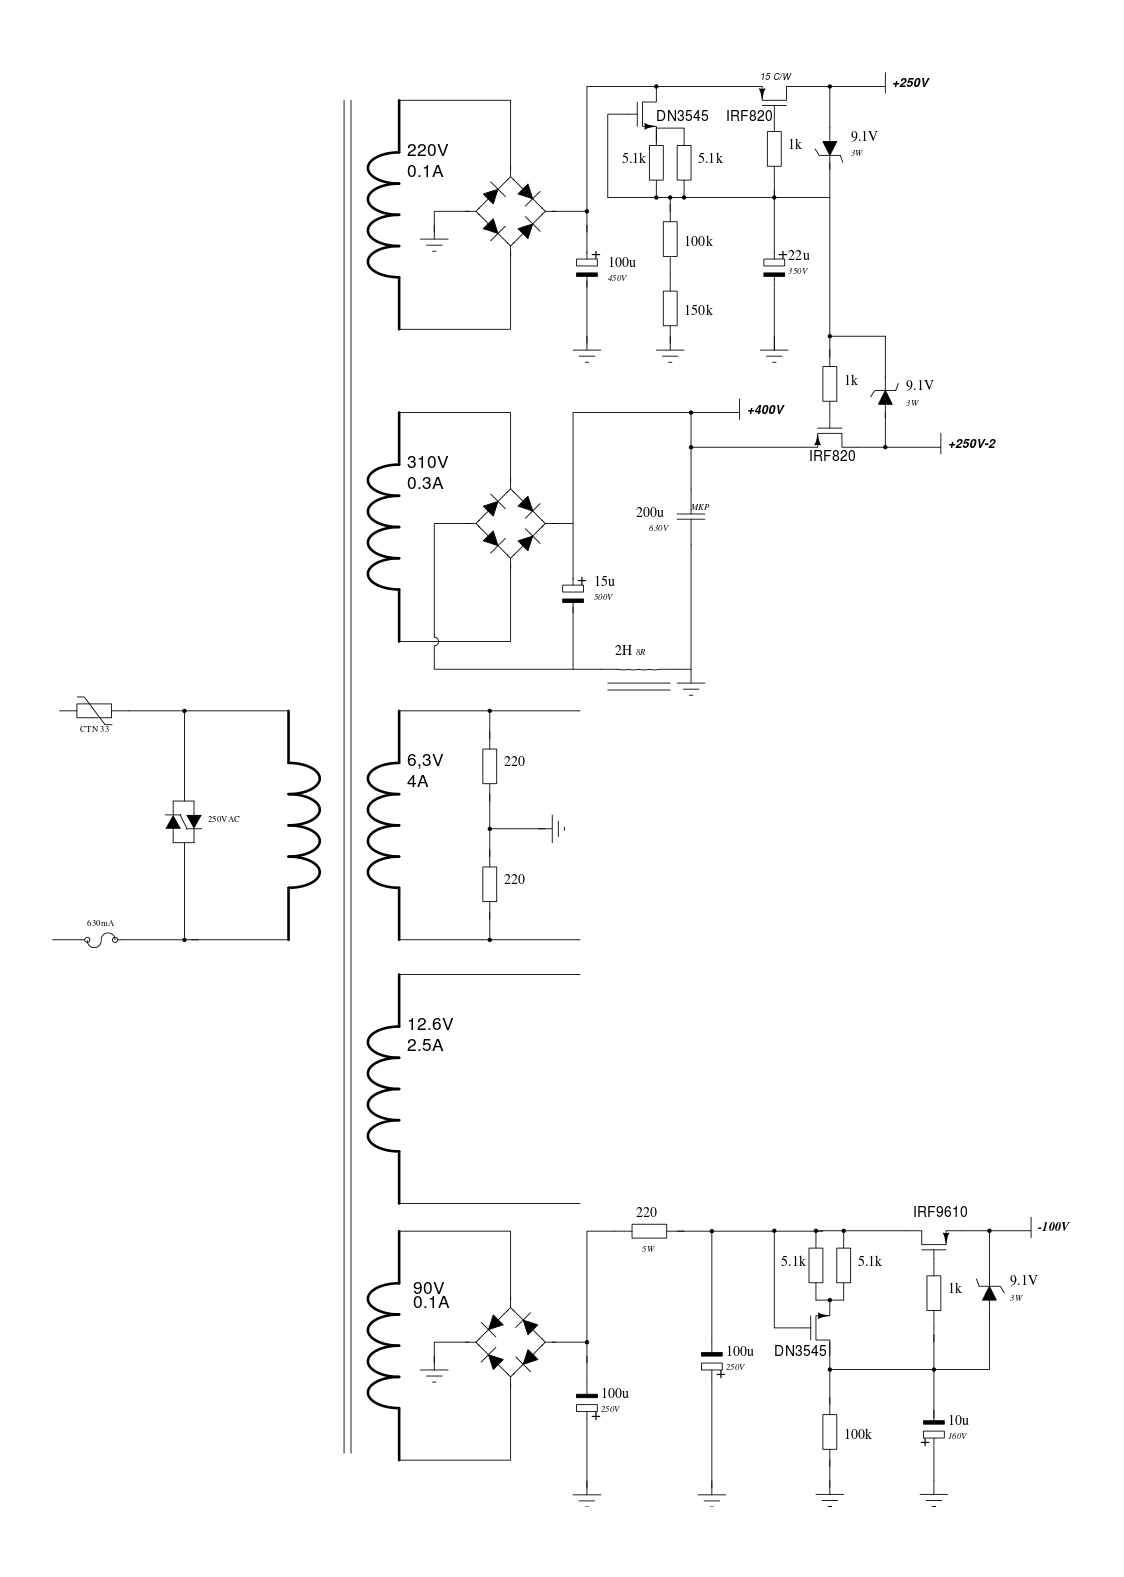 15 C/W
+250V
DN3545
IRF820
220V
0.1A
5.1k
5.1k
1k
9.1V
3W
100k
+
100u
450V
+
22u
350V
150k
1k
9.1V
3W
+400V
+250V-2
IRF820
310V
0.3A
200u
630V
MKP
+
15u
500V
2H 8R
CTN 33
6,3V
4A
220
250VAC
220
630mA
12.6V
2.5A
220
5W
IRF9610
-100V
5.1k
5.1k
90V
0.1A
1k
9.1V
3W
DN3545
100u
250V
+
100u
250V
+
100k
10u
160V
+